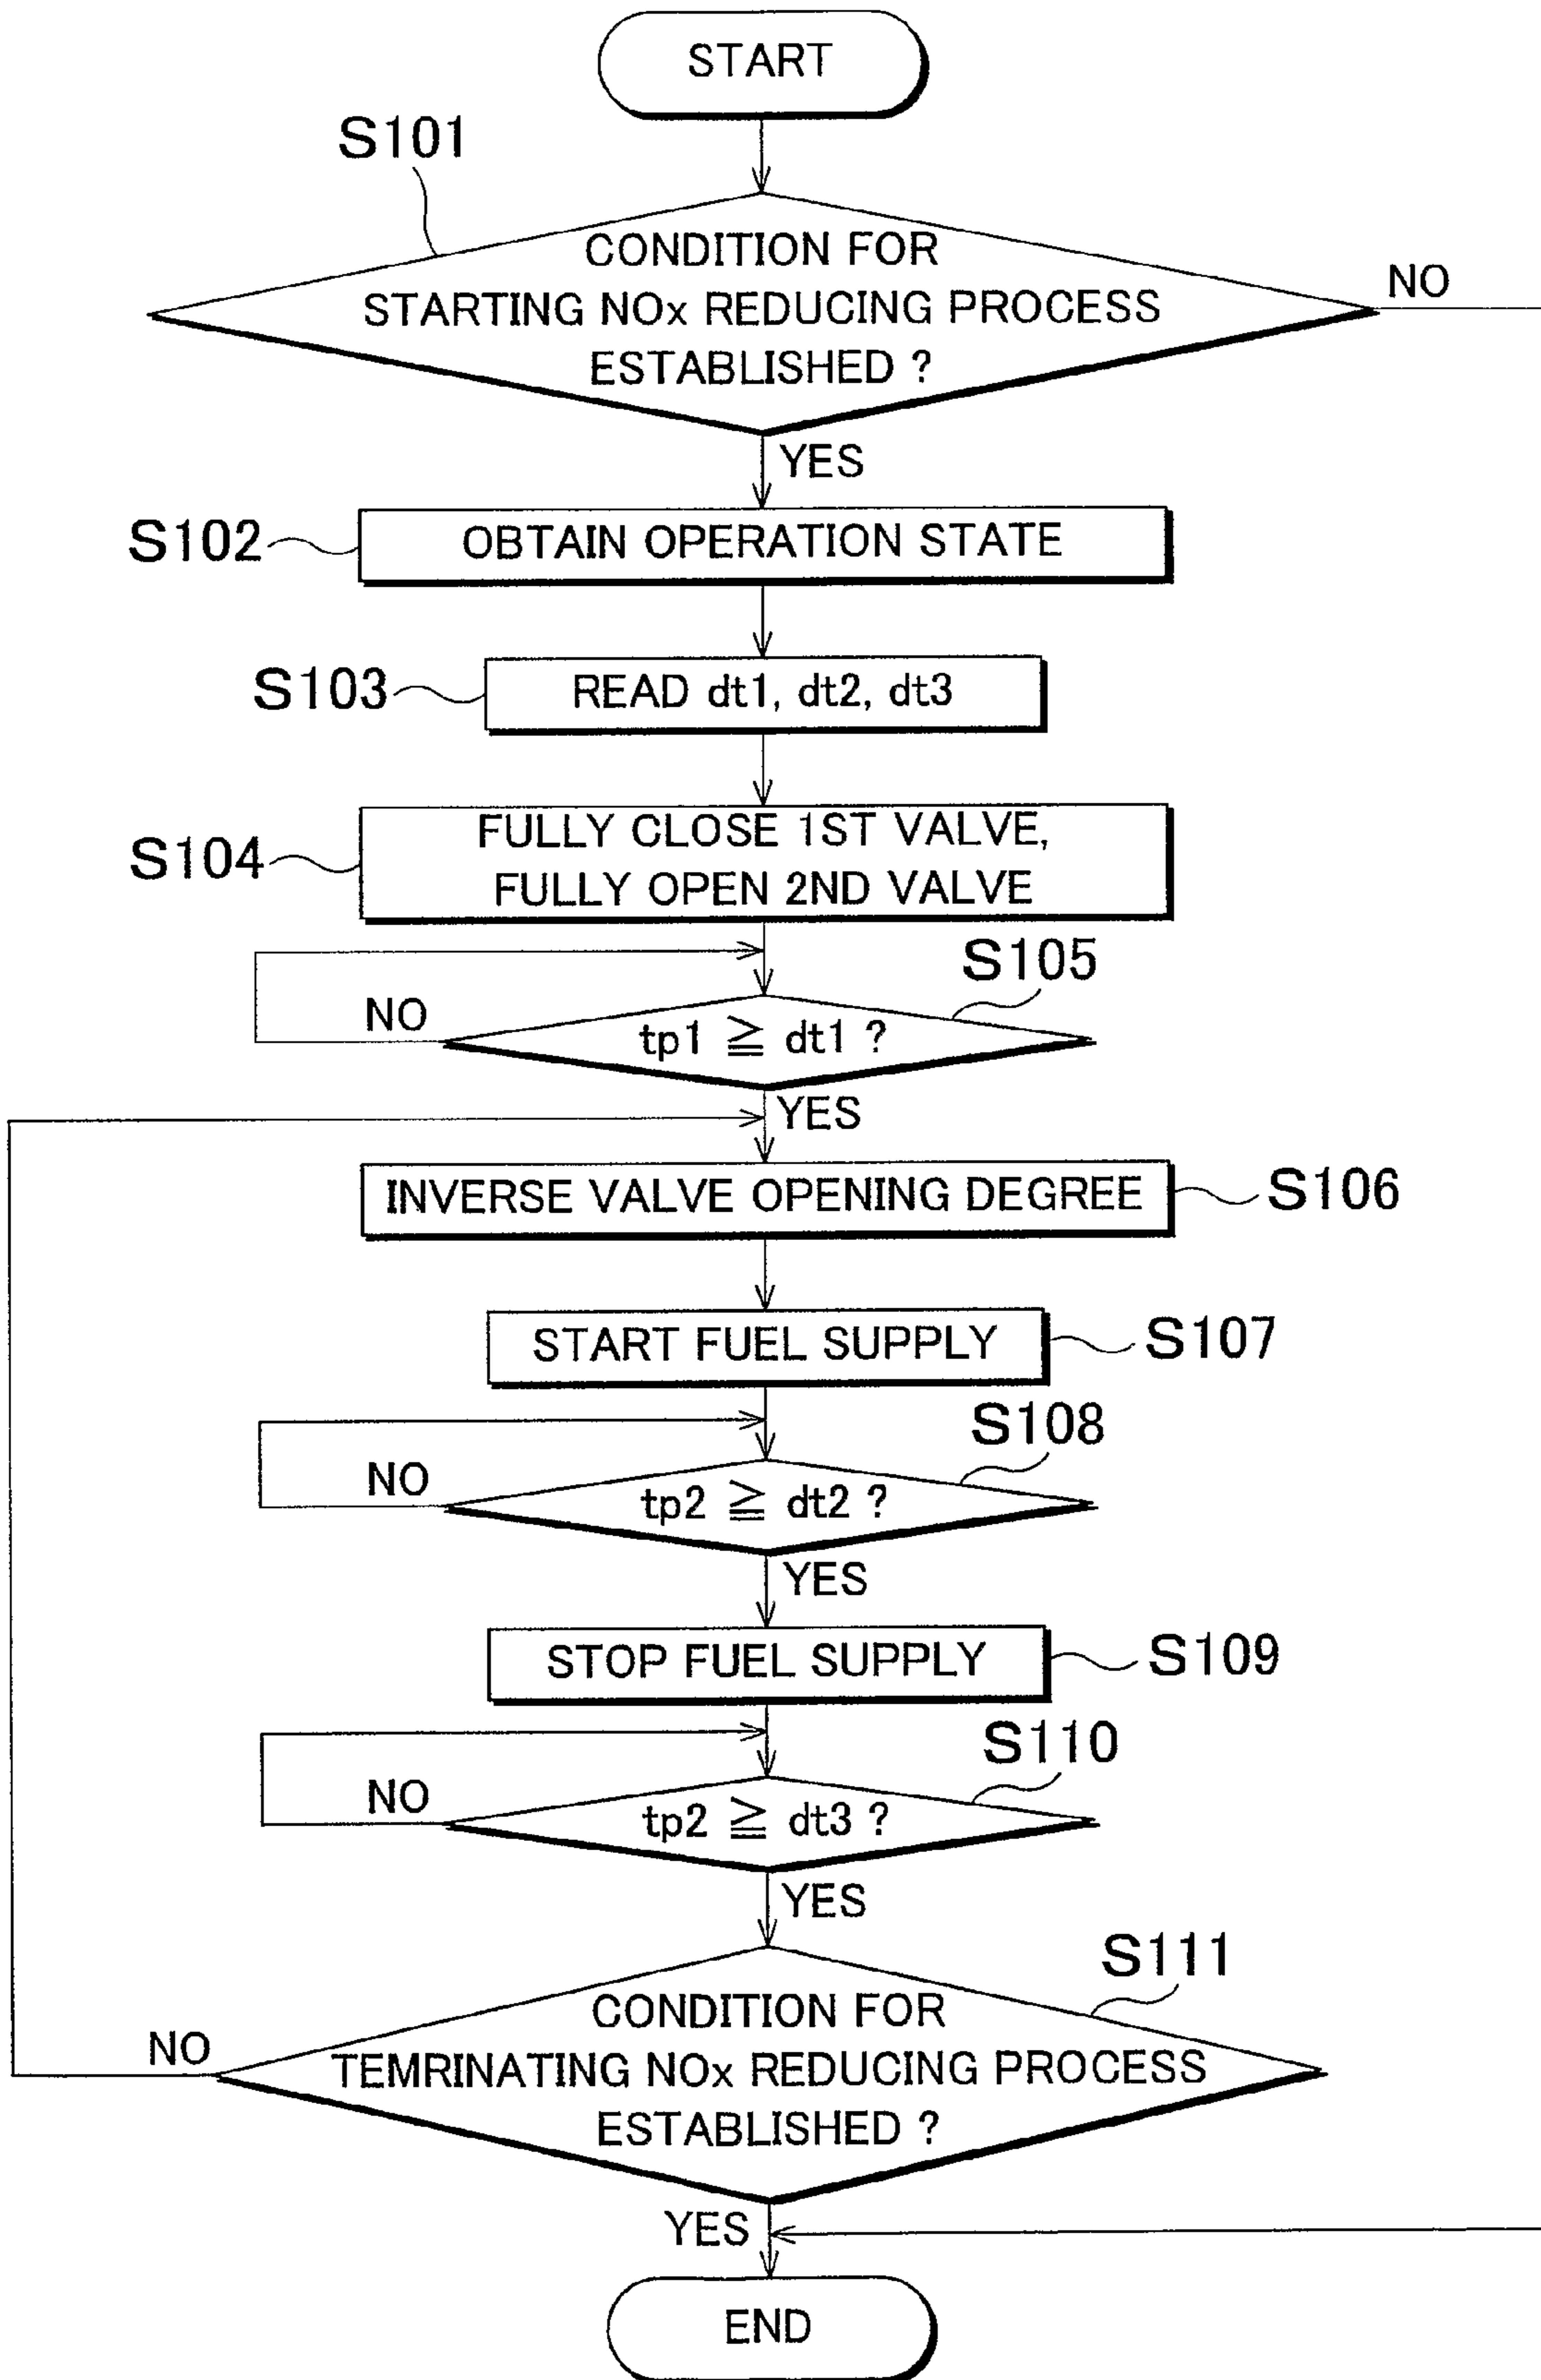 START
S101
CONDITION FOR
STARTING NOx REDUCING PROCESS
ESTABLISHED ?
NO
YES
S102
OBTAIN OPERATION STATE
S103
READ dt1, dt2, dt3
S104
FULLY CLOSE 1ST VALVE,
FULLY OPEN 2ND VALVE
S105
NO
tp1 ≧ dt1 ?
YES
INVERSE VALVE OPENING DEGREE
S106
START FUEL SUPPLY
S107
S108
NO
tp2 ≧ dt2 ?
YES
STOP FUEL SUPPLY
S109
S110
NO
tp2 ≧ dt3 ?
YES
S111
CONDITION FOR
NO
TEMRINATING NOx REDUCING PROCESS
ESTABLISHED ?
YES
END